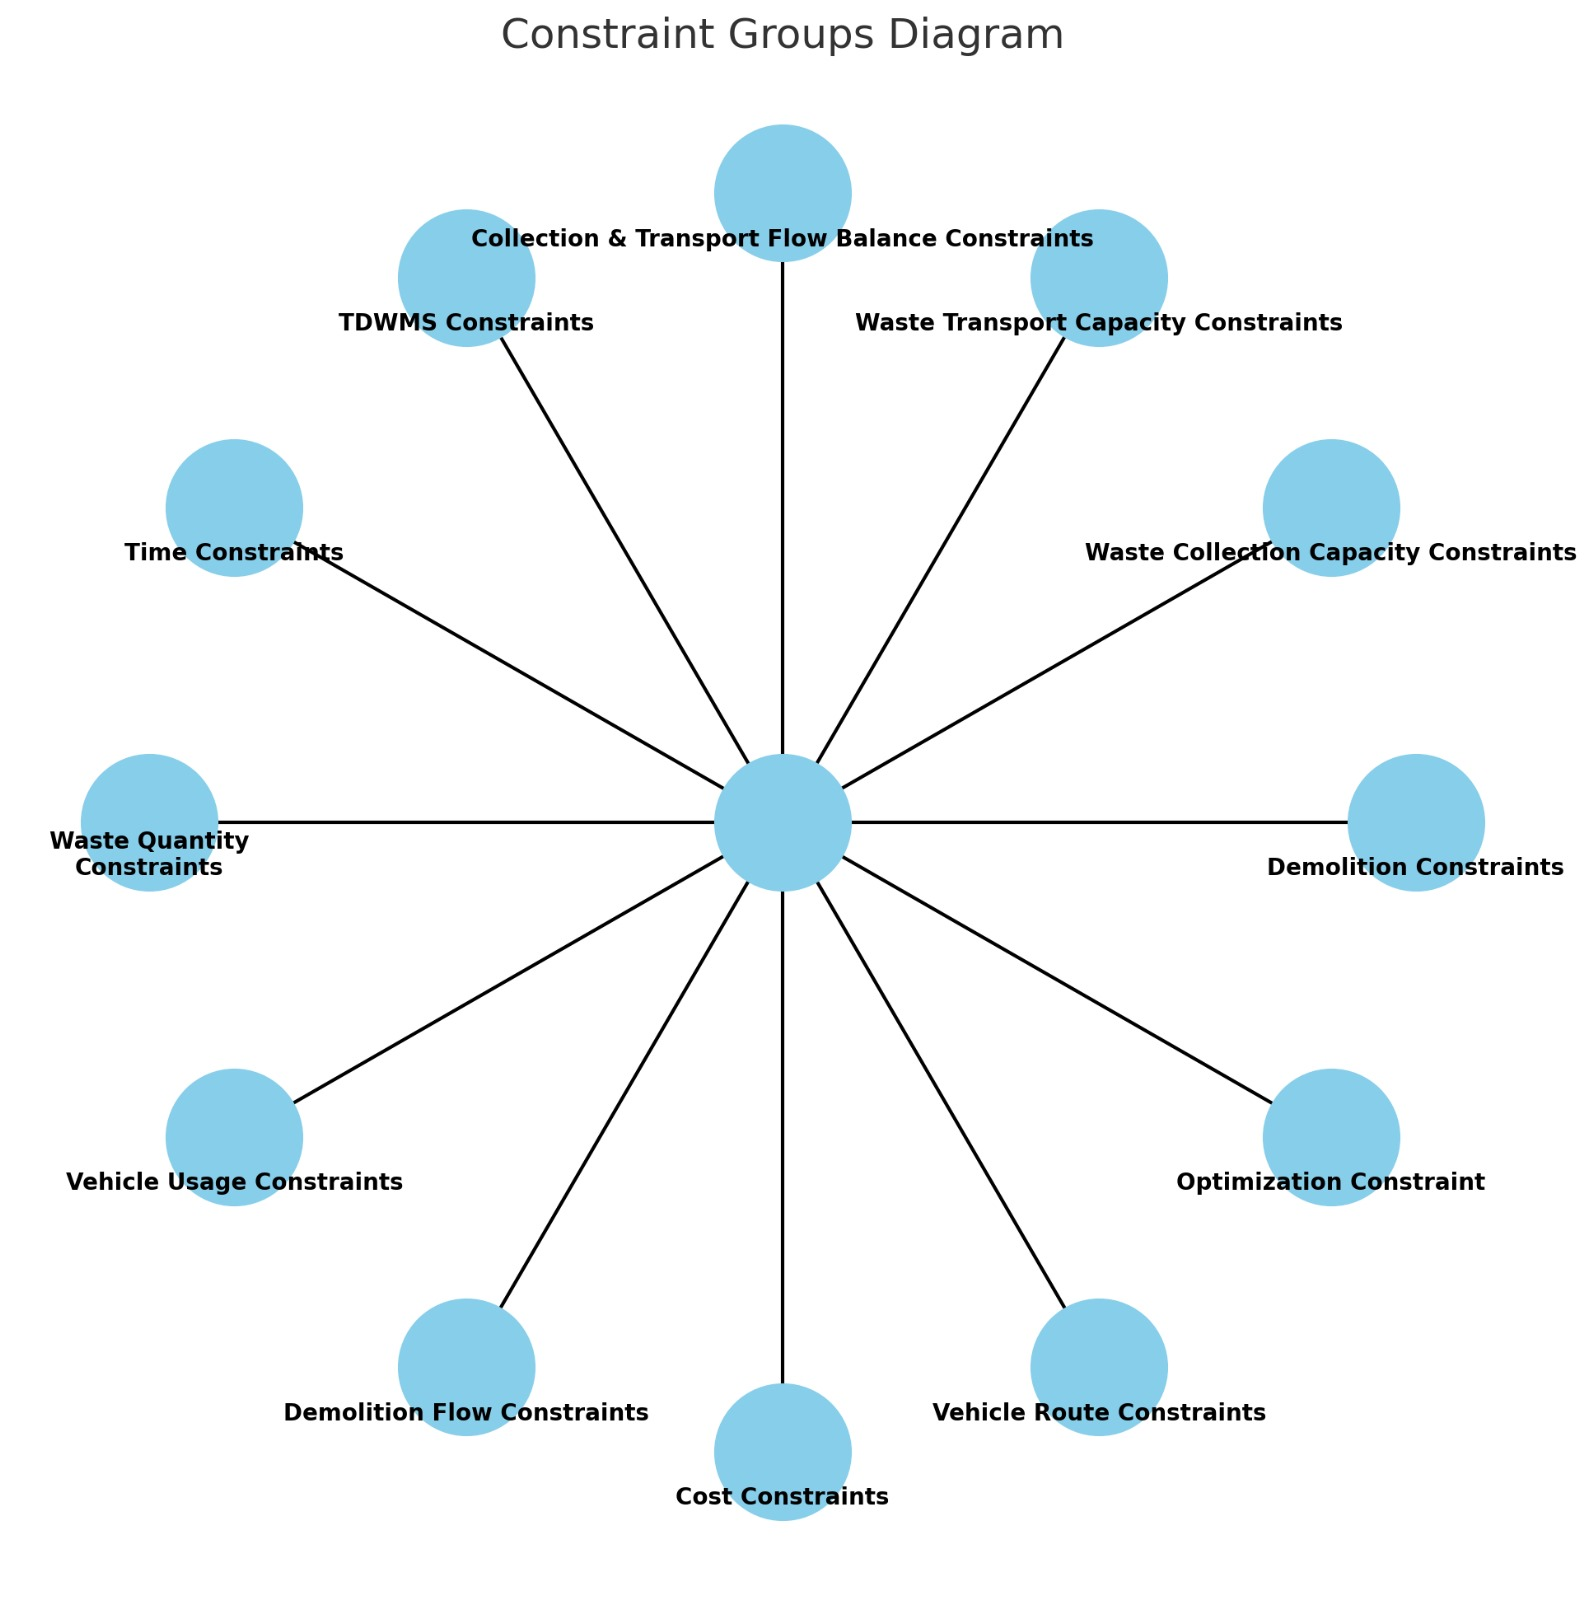 Constraint Groups Diagram
Collection & Transport Flow Balance Constraints
TDWMS Constraints
Waste Transport Capacity Constraints
Time Constraints
Waste Collection Capacity Constraints
Waste Quantity
Constraints
Demolition Constraints
Vehicle Usage Constraints
Optimization Constraint
Demolition Flow Constraints
Vehicle Route Constraints
Cost Constraints